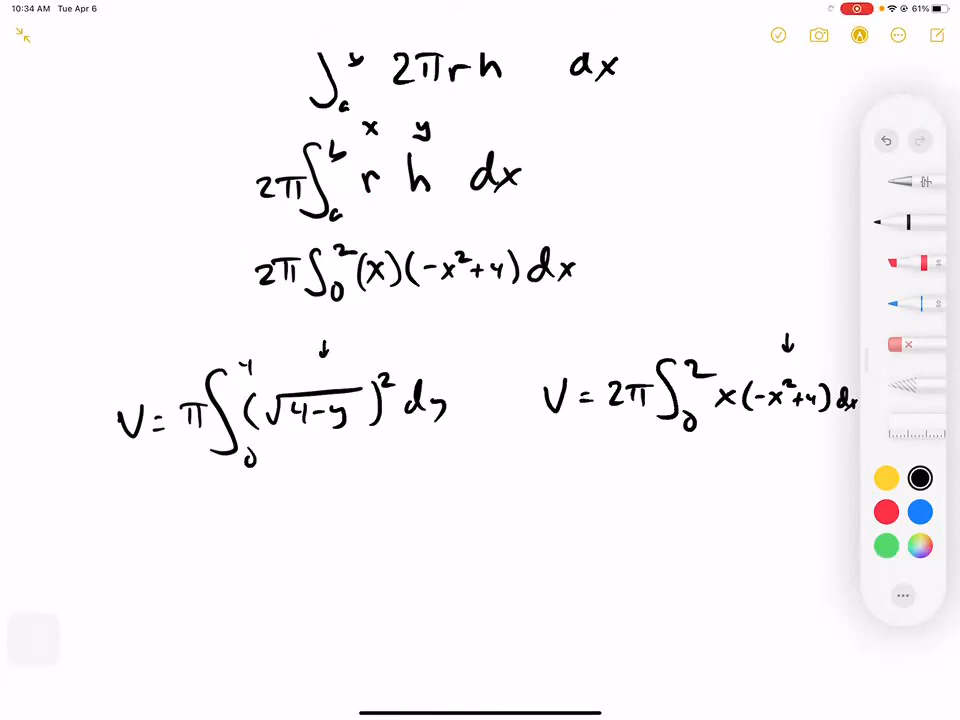 10:34 AM Tue Apr 6 61%
∫ₐᵇ 2πrh dx
x y
2π∫ₐᵇ r h dx
2π∫₀² (x)(-x²+4) dx
↓ ↓
V = π∫₀⁴ (√(4-y))² dy V = 2π∫₀² x(-x²+4) dx